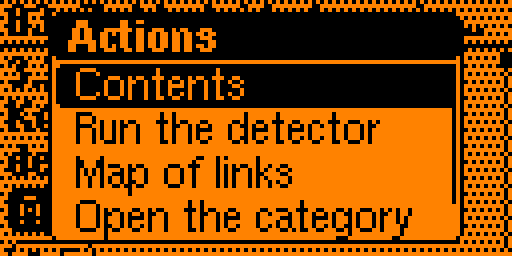 Actions
Contents
Run the detector
Map of links
Open the category